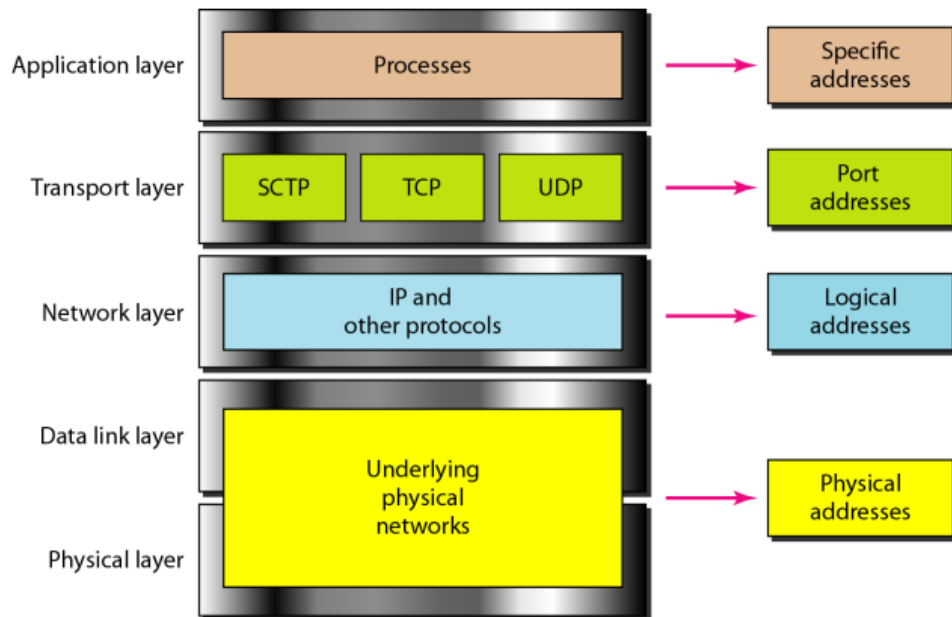 Application layer
Processes
Specific
addresses
Transport layer
SCTP
TCP
UDP
Port
addresses
Network layer
IP and
other protocols
Logical
addresses
Data link layer
Underlying
physical
networks
Physical
addresses
Physical layer